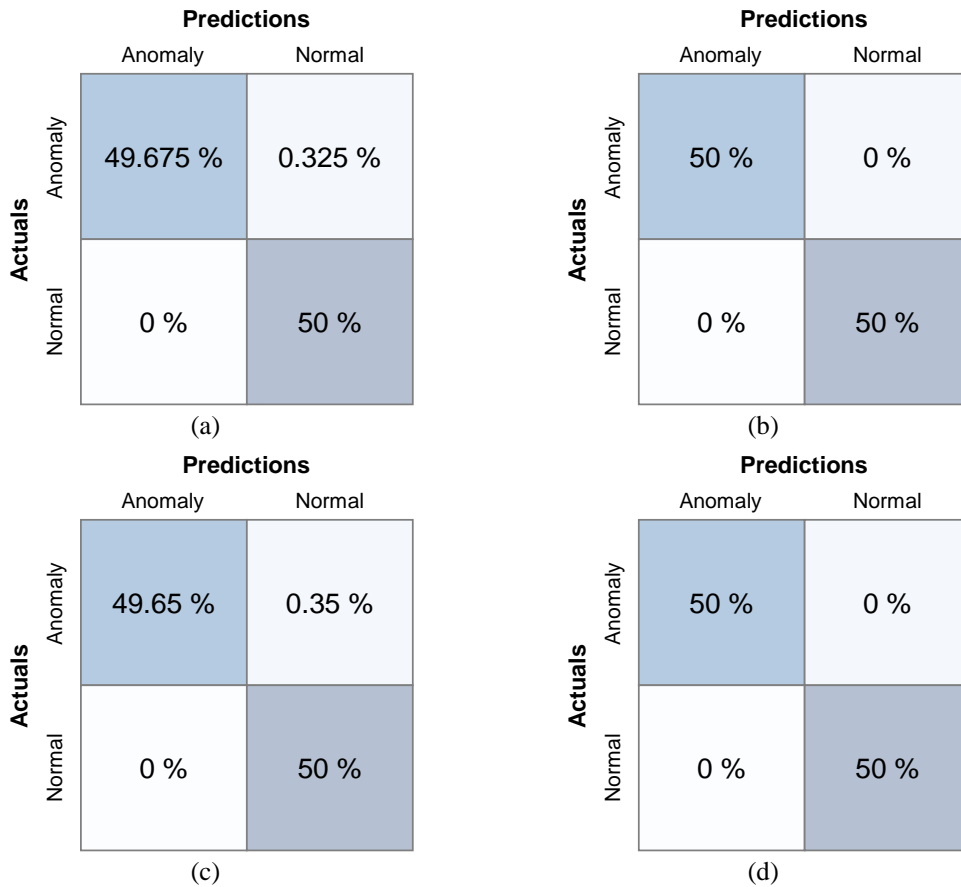 Predictions
Anomaly Normal
Actuals
Anomaly
49.675 % 0.325 %
Normal
0 % 50 %
(a)
Predictions
Anomaly Normal
Actuals
Anomaly
50 % 0 %
Normal
0 % 50 %
(b)
Predictions
Anomaly Normal
Actuals
Anomaly
49.65 % 0.35 %
Normal
0 % 50 %
(c)
Predictions
Anomaly Normal
Actuals
Anomaly
50 % 0 %
Normal
0 % 50 %
(d)